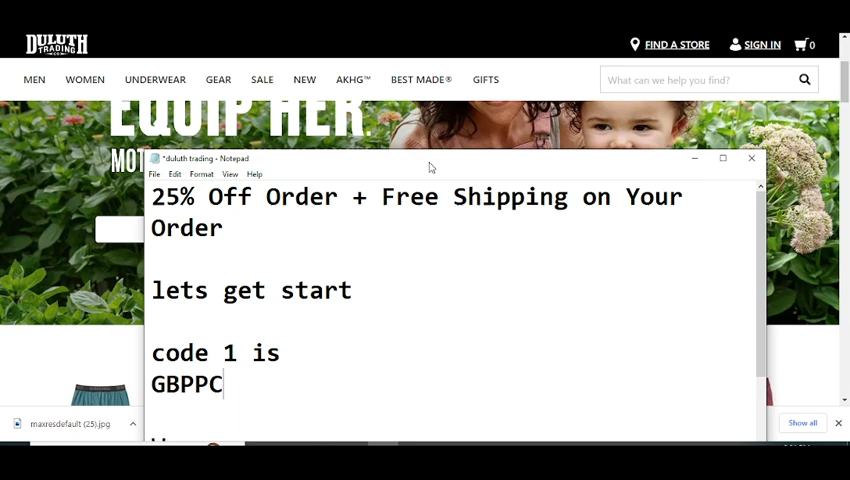 DULUTH
TRADING
CO
FIND A STORE
SIGN IN
0
MEN
WOMEN
UNDERWEAR
GEAR
SALE
NEW
AKHG™
BEST MADE®
GIFTS
What can we help you find?
EQUIP HER.
*duluth trading - Notepad
File
Edit
Format
View
Help
25% Off Order + Free Shipping on Your
Order
lets get start
code 1 is
GBPPC
maxresdefault (25).jpg
Show all